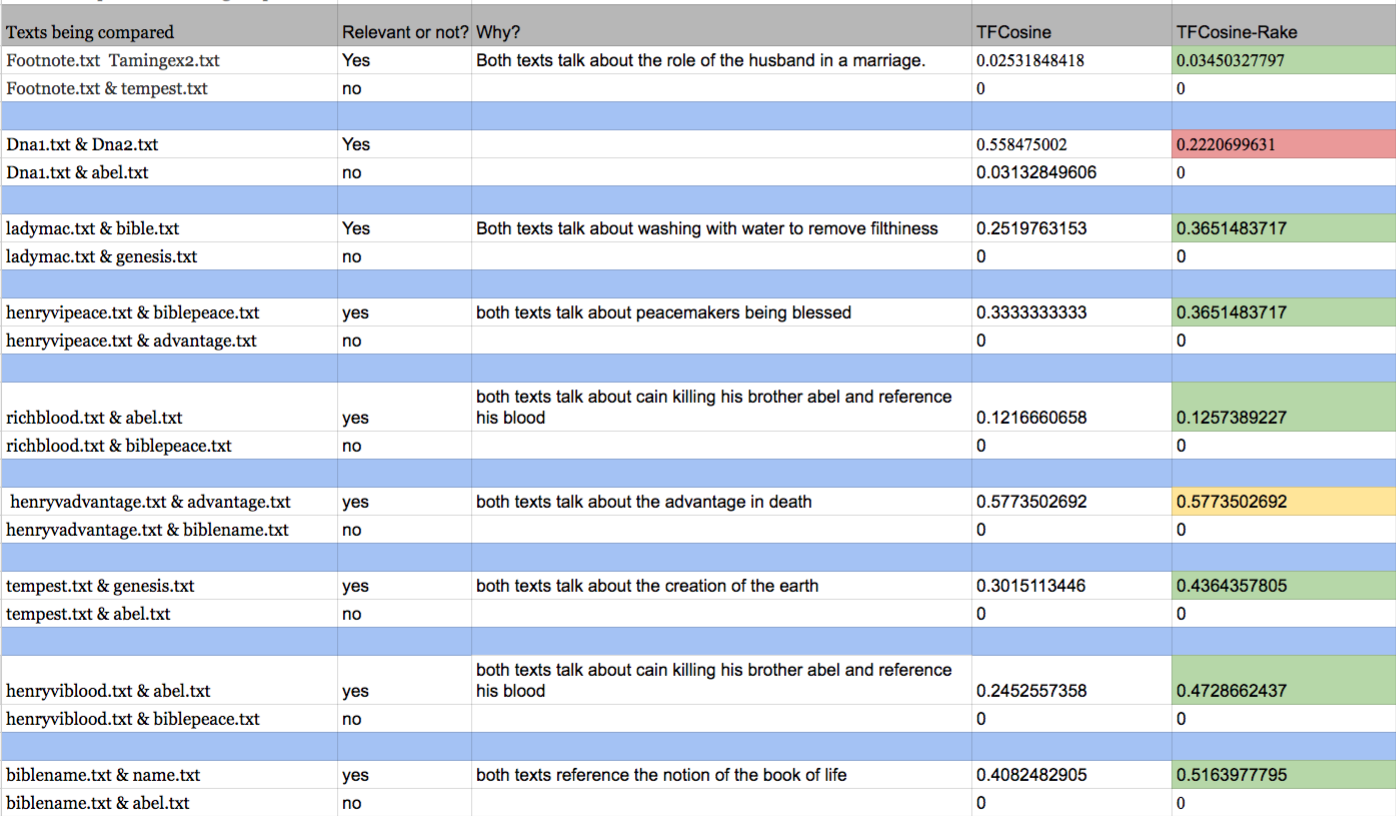 Texts being compared Relevant or not? Why? TFCosine TFCosine-Rake
Footnote.txt Tamingex2.txt Yes Both texts talk about the role of the husband in a marriage. 0.02531848418 0.03450327797
Footnote.txt & tempest.txt no 0 0
Dna1.txt & Dna2.txt Yes 0.558475002 0.2220699631
Dna1.txt & abel.txt no 0.03132849606 0
ladymac.txt & bible.txt Yes Both texts talk about washing with water to remove filthiness 0.2519763153 0.3651483717
ladymac.txt & genesis.txt no 0 0
henryvipeace.txt & biblepeace.txt yes both texts talk about peacemakers being blessed 0.3333333333 0.3651483717
henryvipeace.txt & advantage.txt no 0 0
both texts talk about cain killing his brother abel and reference
richblood.txt & abel.txt yes his blood 0.1216660658 0.1257389227
richblood.txt & biblepeace.txt no 0 0
henryvadvantage.txt & advantage.txt yes both texts talk about the advantage in death 0.5773502692 0.5773502692
henryvadvantage.txt & biblename.txt no 0 0
tempest.txt & genesis.txt yes both texts talk about the creation of the earth 0.3015113446 0.4364357805
tempest.txt & abel.txt no 0 0
both texts talk about cain killing his brother abel and reference
henryviblood.txt & abel.txt yes his blood 0.2452557358 0.4728662437
henryviblood.txt & biblepeace.txt no 0 0
biblename.txt & name.txt yes both texts reference the notion of the book of life 0.4082482905 0.5163977795
biblename.txt & abel.txt no 0 0